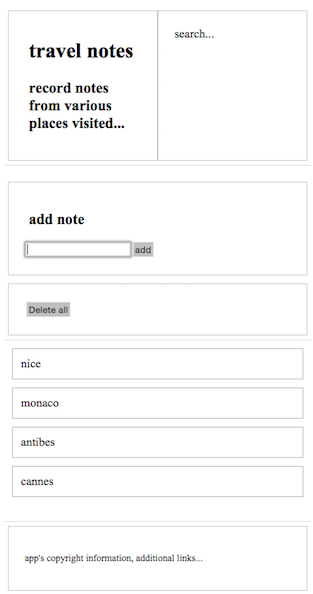 travel notes
record notes
from various
places visited...
search...
add note
add
Delete all
nice
monaco
antibes
cannes
app's copyright information, additional links...